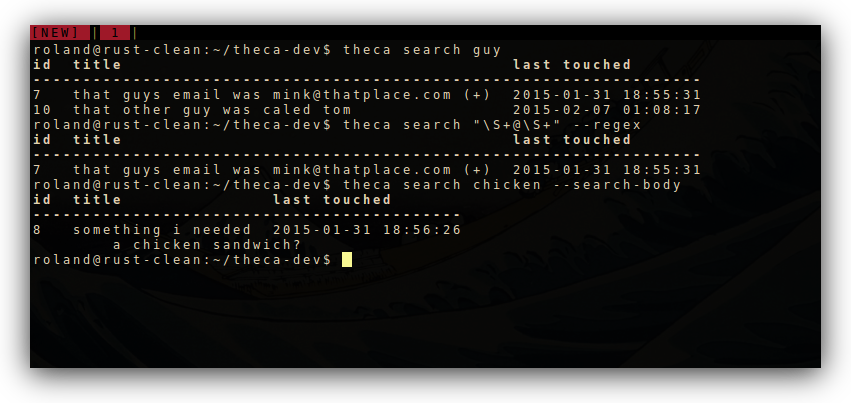 [NEW] | 1 |
roland@rust-clean:~/theca-dev$ theca search guy
id  title                                       last touched
-------------------------------------------------------------------
7   that guys email was mink@thatplace.com (+)  2015-01-31 18:55:31
10  that other guy was caled tom                2015-02-07 01:08:17
roland@rust-clean:~/theca-dev$ theca search "\S+@\S+" --regex
id  title                                       last touched
-------------------------------------------------------------------
7   that guys email was mink@thatplace.com (+)  2015-01-31 18:55:31
roland@rust-clean:~/theca-dev$ theca search chicken --search-body
id  title               last touched
-------------------------------------------
8   something i needed  2015-01-31 18:56:26
        a chicken sandwich?
roland@rust-clean:~/theca-dev$